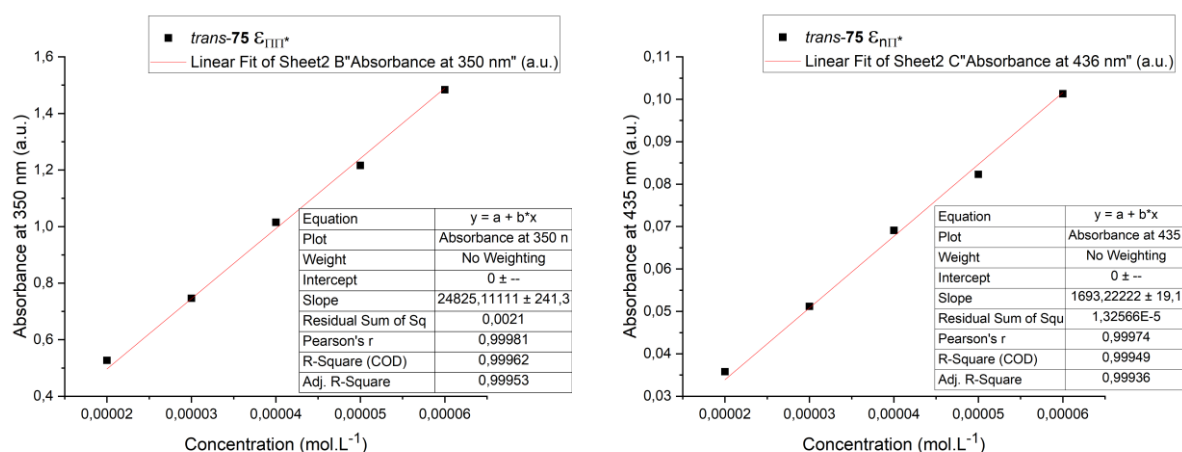 trans-75 εΠΠ*
Linear Fit of Sheet2 B"Absorbance at 350 nm" (a.u.)
Absorbance at 350 nm (a.u.)
1,6
1,4
1,2
1,0
0,8
0,6
0,4
Equation y = a + b*x
Plot Absorbance at 350 n
Weight No Weighting
Intercept 0 ± --
Slope 24825,11111 ± 241,3
Residual Sum of Sq 0,0021
Pearson's r 0,99981
R-Square (COD) 0,99962
Adj. R-Square 0,99953
0,00002 0,00003 0,00004 0,00005 0,00006
Concentration (mol.L-1)
trans-75 εnΠ*
Linear Fit of Sheet2 C"Absorbance at 436 nm" (a.u.)
Absorbance at 435 nm (a.u.)
0,11
0,10
0,09
0,08
0,07
0,06
0,05
0,04
0,03
Equation y = a + b*x
Plot Absorbance at 435
Weight No Weighting
Intercept 0 ± --
Slope 1693,22222 ± 19,1
Residual Sum of Squ 1,32566E-5
Pearson's r 0,99974
R-Square (COD) 0,99949
Adj. R-Square 0,99936
0,00002 0,00003 0,00004 0,00005 0,00006
Concentration (mol.L-1)